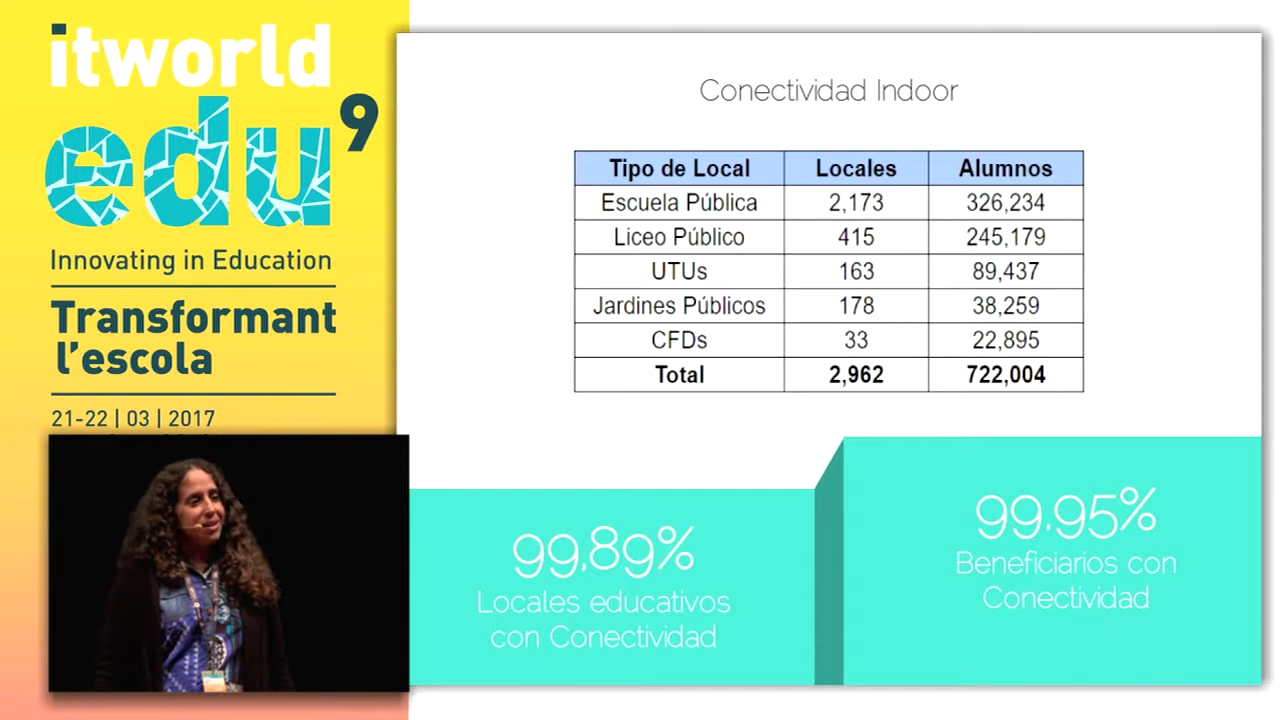 itworld
edu9
Innovating in Education
Transformant
l'escola
21-22 | 03 | 2017
Conectividad Indoor
Tipo de Local Locales Alumnos
Escuela Pública 2,173 326,234
Liceo Público 415 245,179
UTUs 163 89,437
Jardines Públicos 178 38,259
CFDs 33 22,895
Total 2,962 722,004
99,89%
Locales educativos
con Conectividad
99.95%
Beneficiarios con
Conectividad